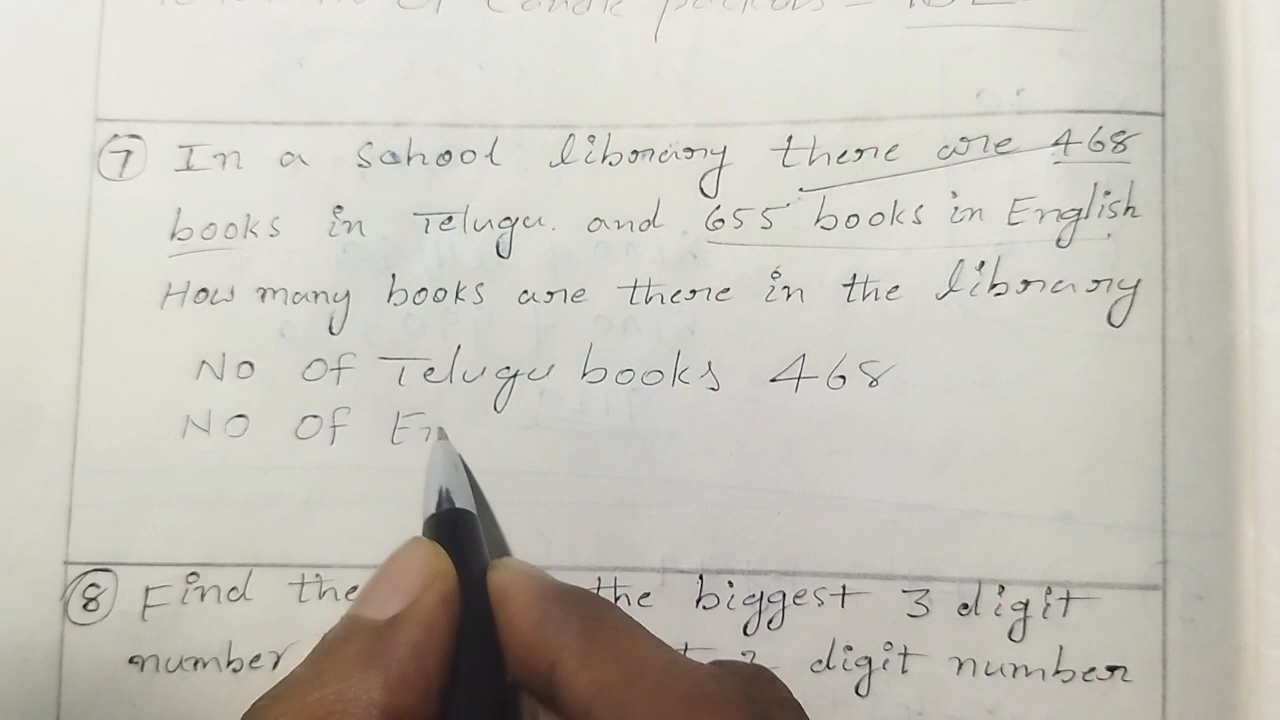 ⑦ In a school library there are 468
books in Telugu. and 655 books in English
How many books are there in the library
No of Telugu books 468
NO Of En
⑧ Find the the biggest 3 digit
number digit number